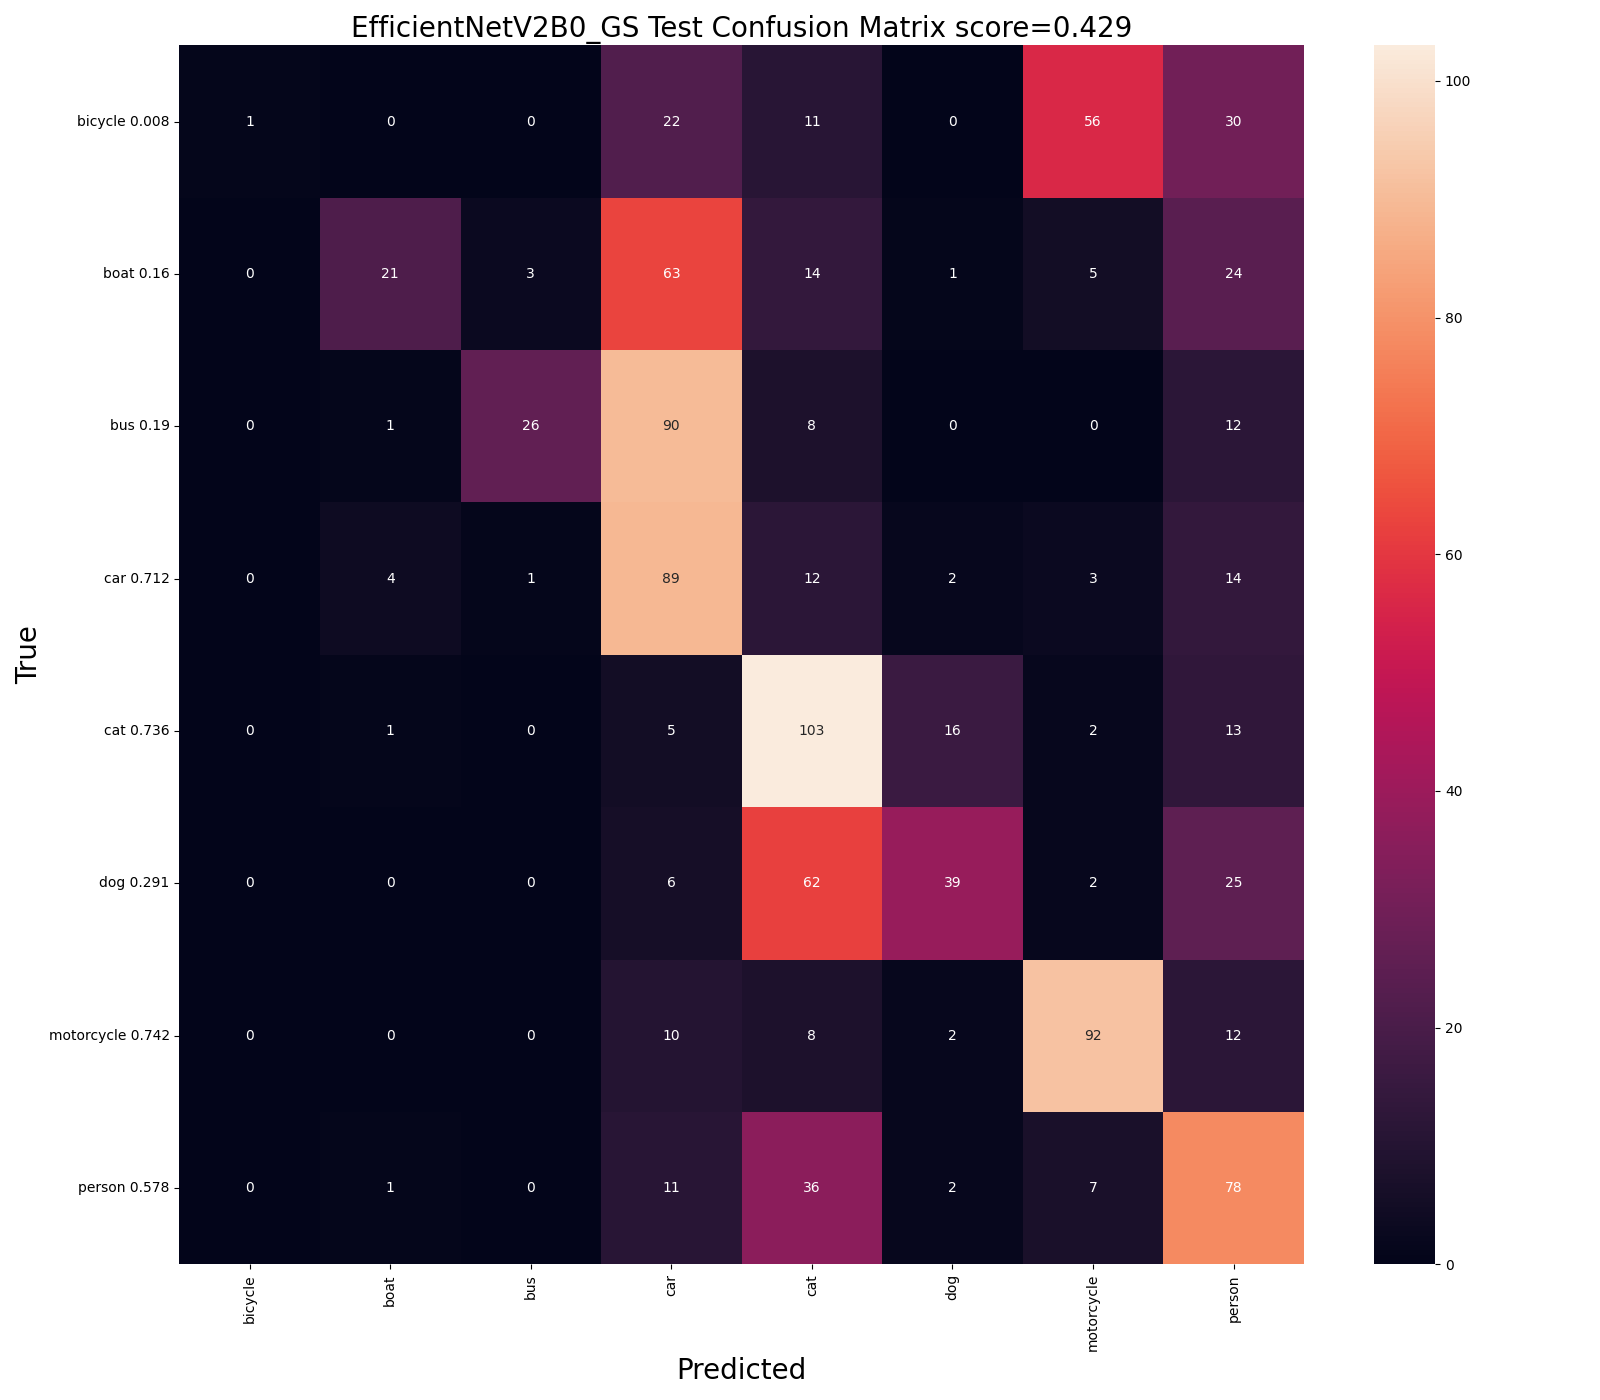 EfficientNetV2B0_GS Test Confusion Matrix score=0.429
bicycle 0.008 1 0 0 22 11 0 56 30
boat 0.16 0 21 3 63 14 1 5 24
bus 0.19 0 1 26 90 8 0 0 12
car 0.712 0 4 1 89 12 2 3 14
cat 0.736 0 1 0 5 103 16 2 13
dog 0.291 0 0 0 6 62 39 2 25
motorcycle 0.742 0 0 0 10 8 2 92 12
person 0.578 0 1 0 11 36 2 7 78
True
bicycle boat bus car cat dog motorcycle person
Predicted
100
80
60
40
20
0